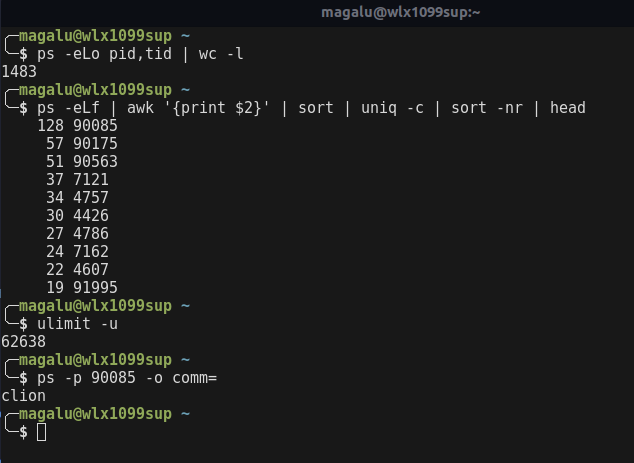 magalu@wlx1099sup:~
╭─magalu@wlx1099sup ~
╰─$ ps -eLo pid,tid | wc -l
1483
╭─magalu@wlx1099sup ~
╰─$ ps -eLf | awk '{print $2}' | sort | uniq -c | sort -nr | head
    128 90085
     57 90175
     51 90563
     37 7121
     34 4757
     30 4426
     27 4786
     24 7162
     22 4607
     19 91995
╭─magalu@wlx1099sup ~
╰─$ ulimit -u
62638
╭─magalu@wlx1099sup ~
╰─$ ps -p 90085 -o comm=
clion
╭─magalu@wlx1099sup ~
╰─$